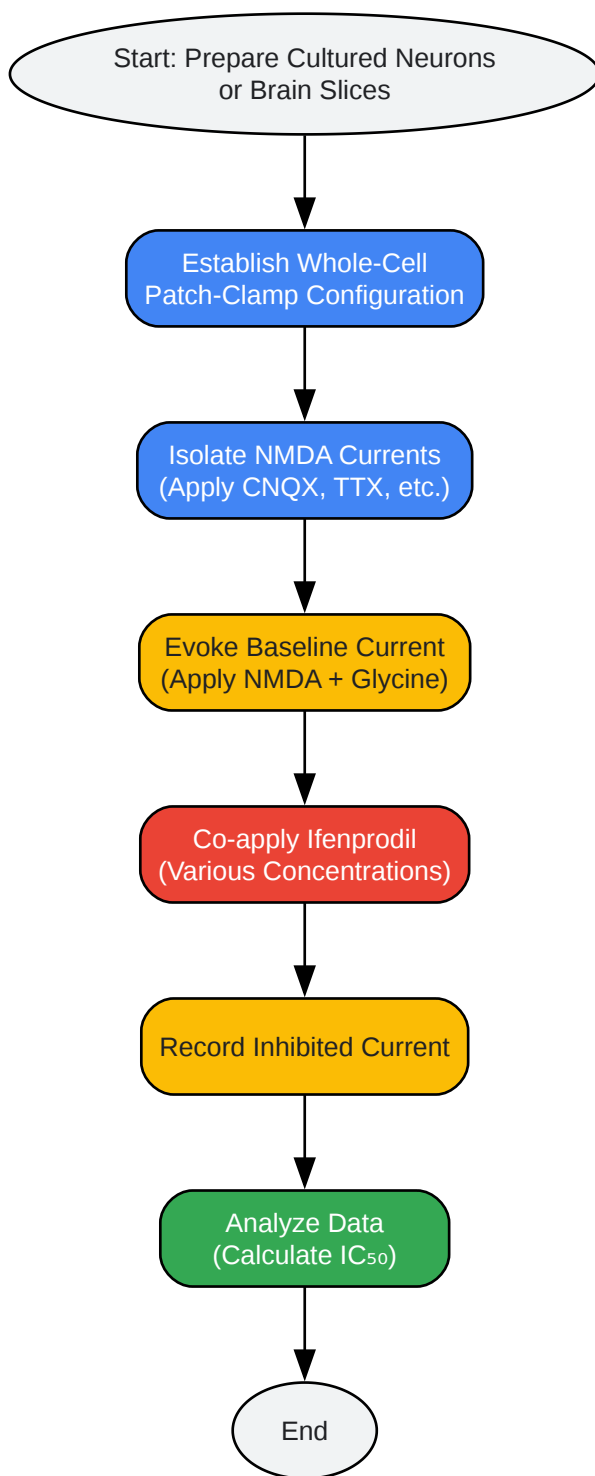 Start: Prepare Cultured Neurons
or Brain Slices
Establish Whole-Cell
Patch-Clamp Configuration
Isolate NMDA Currents
(Apply CNQX, TTX, etc.)
Evoke Baseline Current
(Apply NMDA + Glycine)
Co-apply Ifenprodil
(Various Concentrations)
Record Inhibited Current
Analyze Data
(Calculate IC₅₀)
End